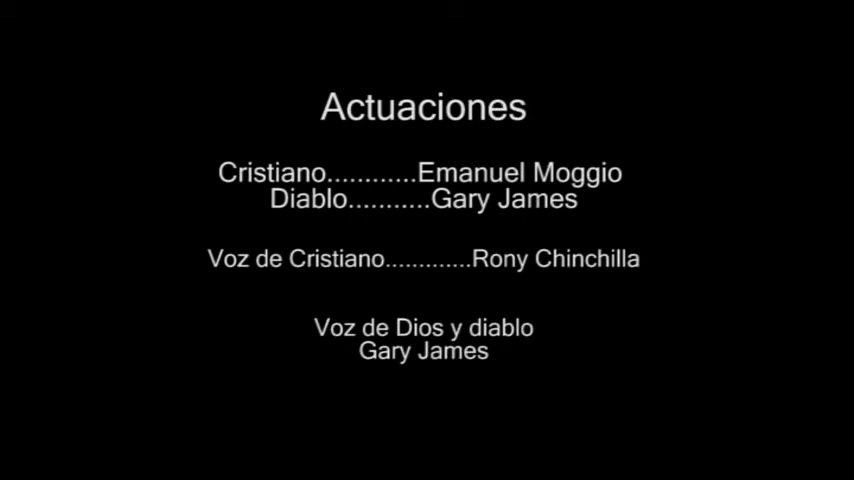 Actuaciones
Cristiano............Emanuel Moggio
Diablo...........Gary James
Voz de Cristiano.............Rony Chinchilla
Voz de Dios y diablo
Gary James